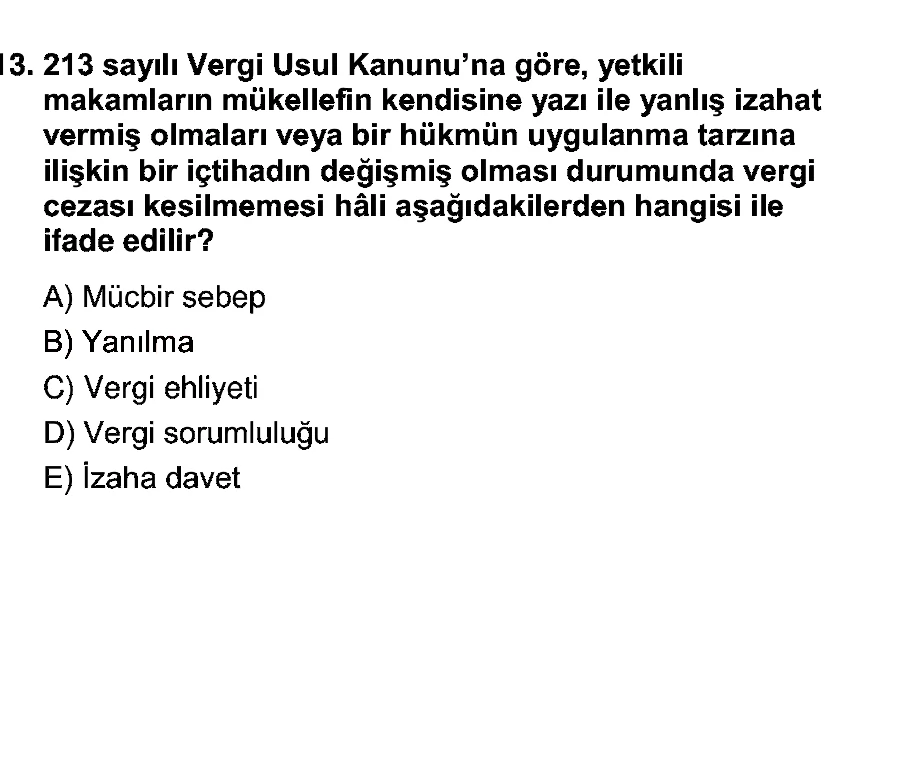 13. 213 sayılı Vergi Usul Kanunu’na göre, yetkili
makamların mükellefin kendisine yazı ile yanlış izahat
vermiş olmaları veya bir hükmün uygulanma tarzına
ilişkin bir içtihadın değişmiş olması durumunda vergi
cezası kesilmemesi hâli aşağıdakilerden hangisi ile
ifade edilir?
A) Mücbir sebep
B) Yanılma
C) Vergi ehliyeti
D) Vergi sorumluluğu
E) İzaha davet